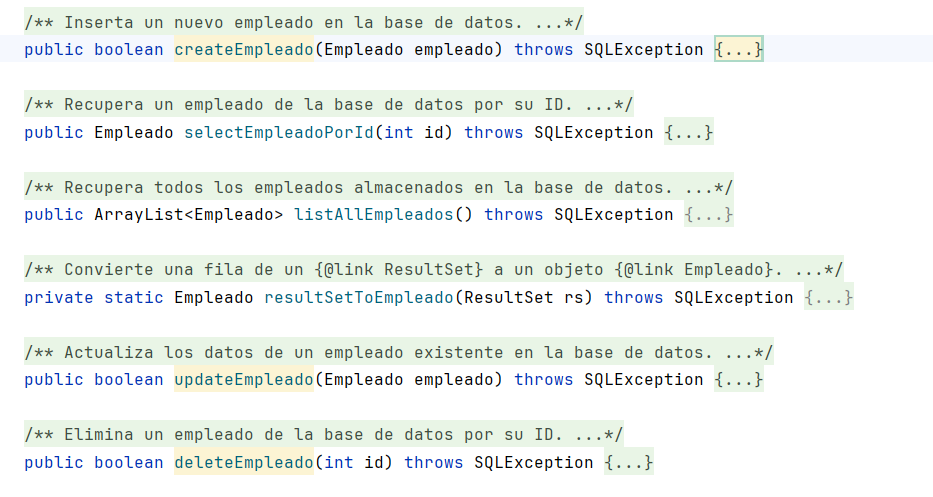 /** Inserta un nuevo empleado en la base de datos. ...*/
public boolean createEmpleado(Empleado empleado) throws SQLException {...}
/** Recupera un empleado de la base de datos por su ID. ...*/
public Empleado selectEmpleadoPorId(int id) throws SQLException {...}
/** Recupera todos los empleados almacenados en la base de datos. ...*/
public ArrayList<Empleado> listAllEmpleados() throws SQLException {...}
/** Convierte una fila de un {@link ResultSet} a un objeto {@link Empleado}. ...*/
private static Empleado resultSetToEmpleado(ResultSet rs) throws SQLException {...}
/** Actualiza los datos de un empleado existente en la base de datos. ...*/
public boolean updateEmpleado(Empleado empleado) throws SQLException {...}
/** Elimina un empleado de la base de datos por su ID. ...*/
public boolean deleteEmpleado(int id) throws SQLException {...}